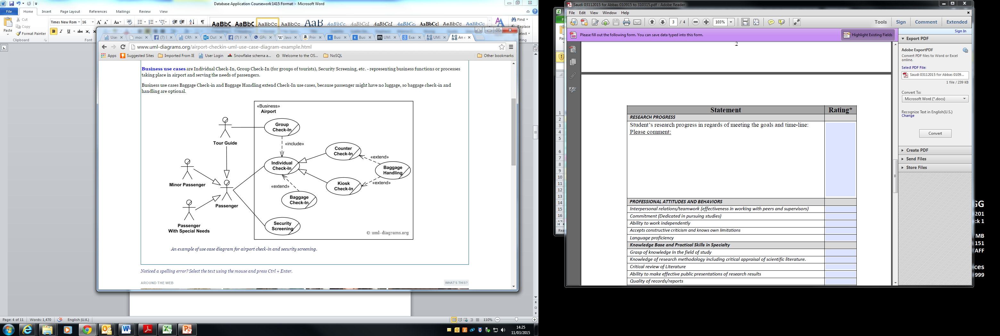 Database Application Coursework 1415 Format - Microsoft Word
File Home Insert Page Layout References Mailings Review View
Cut
Copy
Format Painter
Paste
Clipboard
Times New Rom 16
Font
AaBbC AaBbCc AaBbCc AaBbCc AaB AaBbCc. AaBbCcI AaBbCcI AaBbCc. AaBbCc] AaBbCc AaBbCc
Find
Replace
Select
www.uml-diagrams.org/airport-checkin-uml-use-case-diagram-example.html
Apps Suggested Sites Imported From IE User Login Snowflake schema a... Welcome to the OS... NoSQL Other bookmarks
Business use cases are Individual Check-In, Group Check-In (for groups of tourists), Security Screening, etc. - representing business functions or processes
taking place in airport and serving the needs of passengers.
Business use cases Baggage Check-in and Baggage Handling extend Check-In use cases, because passenger might have no luggage, so baggage check-in and
handling are optional.
«Business»
Airport
Group
Check-In
Tour Guide
«include»
Counter
Check-In
«extend»
Individual
Check-In
Baggage
Handling
Minor Passenger
Kiosk
Check-In
«extend»
«extend»
Baggage
Check-In
Passenger
Passenger
With Special Needs
Security
Screening
© uml-diagrams.org
An example of use case diagram for airport check-in and security screening.
Noticed a spelling error? Select the text using the mouse and press Ctrl + Enter.
AROUND THE WEB
WHAT'S THIS?
Page: 4 of 11 Words: 1,470 English (U.K.) 110%
14:25
11/03/2015
Saudi 03112015 for Abbas 010915 to 310315.pdf - Adobe Reader
File Edit View Window Help
3 / 4 103% Tools Sign Comment Extended
Please fill out the following form. You can save data typed into this form.
Highlight Existing Fields
Sign In
2
Statement Rating*
RESEARCH PROGRESS
Student's research progress in regards of meeting the goals and time-line:
Please comment:
PROFESSIONAL ATTITUDES AND BEHAVIORS
Interpersonal relations/teamwork (effectiveness in working with peers and supervisors)
Commitment (Dedicated in pursuing studies)
Ability to work independently
Accepts constructive criticism and knows own limitations
Language proficiency
Knowledge Base and Practical Skills in Specialty
Grasp of knowledge In the field of study
Knowledge of research methodology including critical appraisal of scientific literature.
Critical review of Literature
Ability to make effective public presentations of research results
Quality of records/reports
Export PDF
Adobe ExportPDF
Convert PDF files to Word or Excel
online.
Select PDF File:
Saudi 03112015 for Abbas 0109...
1 file / 239 KB
Convert To:
Microsoft Word (*.docx)
Recognize Text in English(U.S.)
Change
Convert
Create PDF
Send Files
Store Files